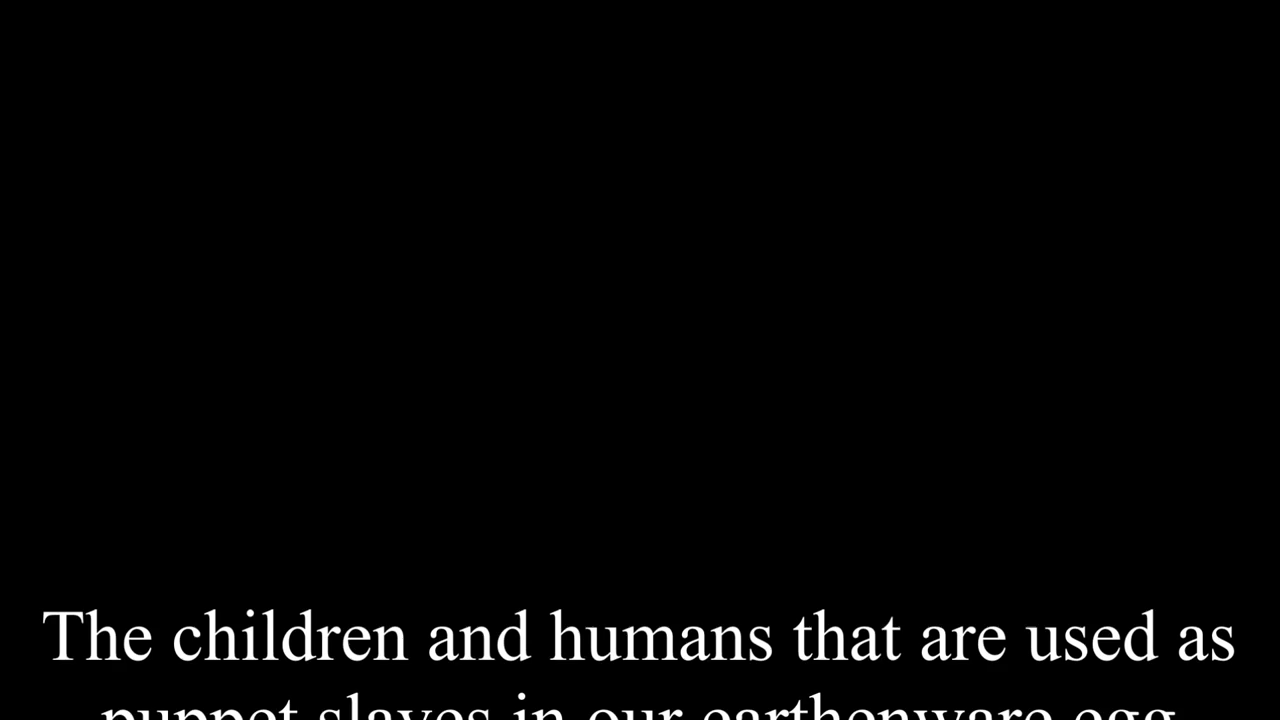 The children and humans that are used as
puppet slaves in our earthenware egg